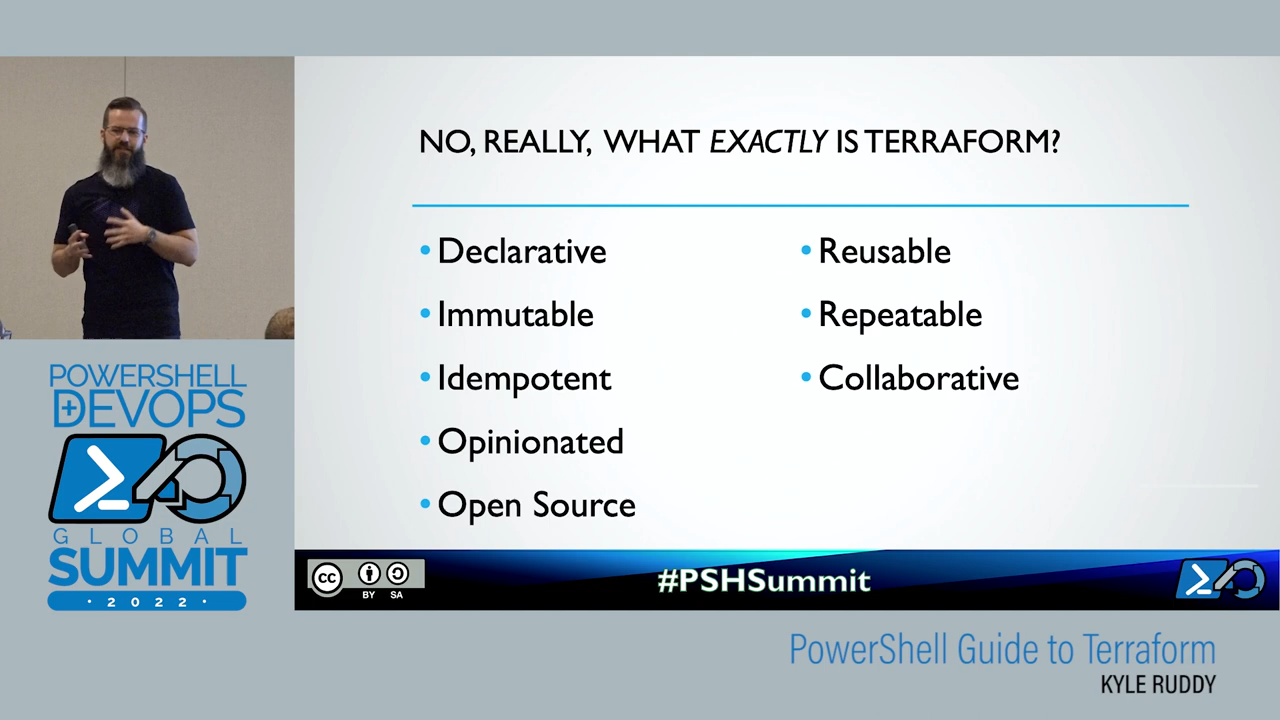 NO, REALLY, WHAT EXACTLY IS TERRAFORM?
• Declarative
• Immutable
• Idempotent
• Opinionated
• Open Source
• Reusable
• Repeatable
• Collaborative
POWERSHELL
DEVOPS
GLOBAL
SUMMIT
· 2022 ·
CC
BY SA
#PSHSummit
PowerShell Guide to Terraform
KYLE RUDDY